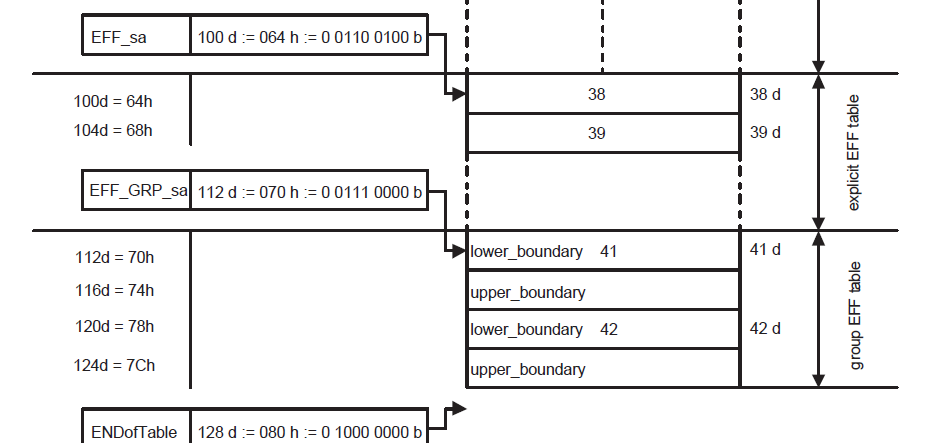 EFF_sa 100 d := 064 h := 0 0110 0100 b
100d = 64h 38 38 d
104d = 68h 39 39 d
explicit EFF table
EFF_GRP_sa 112 d := 070 h := 0 0111 0000 b
112d = 70h lower_boundary 41 41 d
116d = 74h upper_boundary
120d = 78h lower_boundary 42 42 d
124d = 7Ch upper_boundary
group EFF table
ENDofTable 128 d := 080 h := 0 1000 0000 b